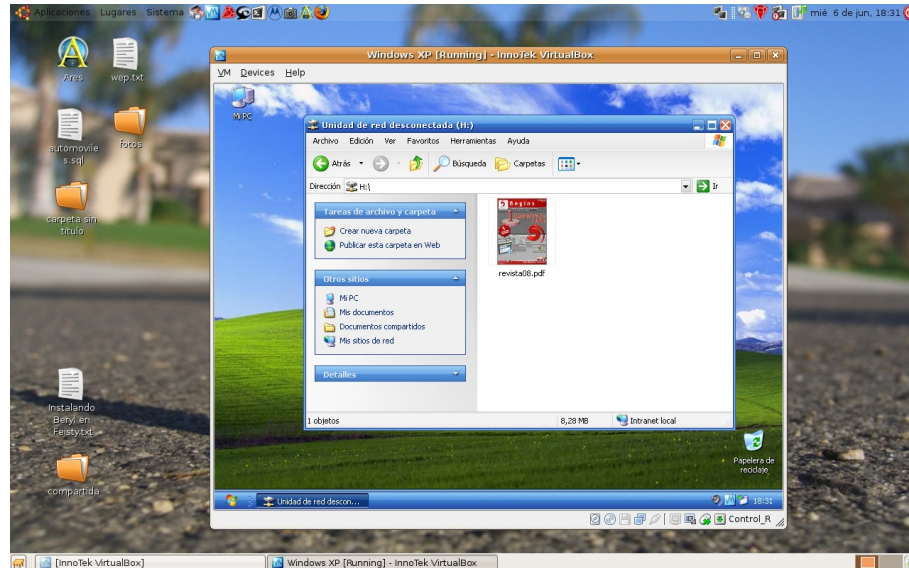 Aplicaciones Lugares Sistema
mié 6 de jun, 18:31
Ares
wep.txt
automovile
s.sql
fotos
carpeta sin
título
Instalando
Beryl en
Feisty.txt
compartida
Windows XP [Running] - InnoTek VirtualBox
VM Devices Help
Mi PC
Unidad de red desconectada (H:)
Archivo Edición Ver Favoritos Herramientas Ayuda
Atrás Búsqueda Carpetas
Dirección H:\ Ir
Tareas de archivo y carpeta
Crear nueva carpeta
Publicar esta carpeta en Web
Otros sitios
Mi PC
Mis documentos
Documentos compartidos
Mis sitios de red
Detalles
Begins
revista08.pdf
1 objetos 8,28 MB Intranet local
Papelera de
reciclaje
Unidad de red descon...
18:31
Control_R
[InnoTek VirtualBox] Windows XP [Running] - InnoTek VirtualBox